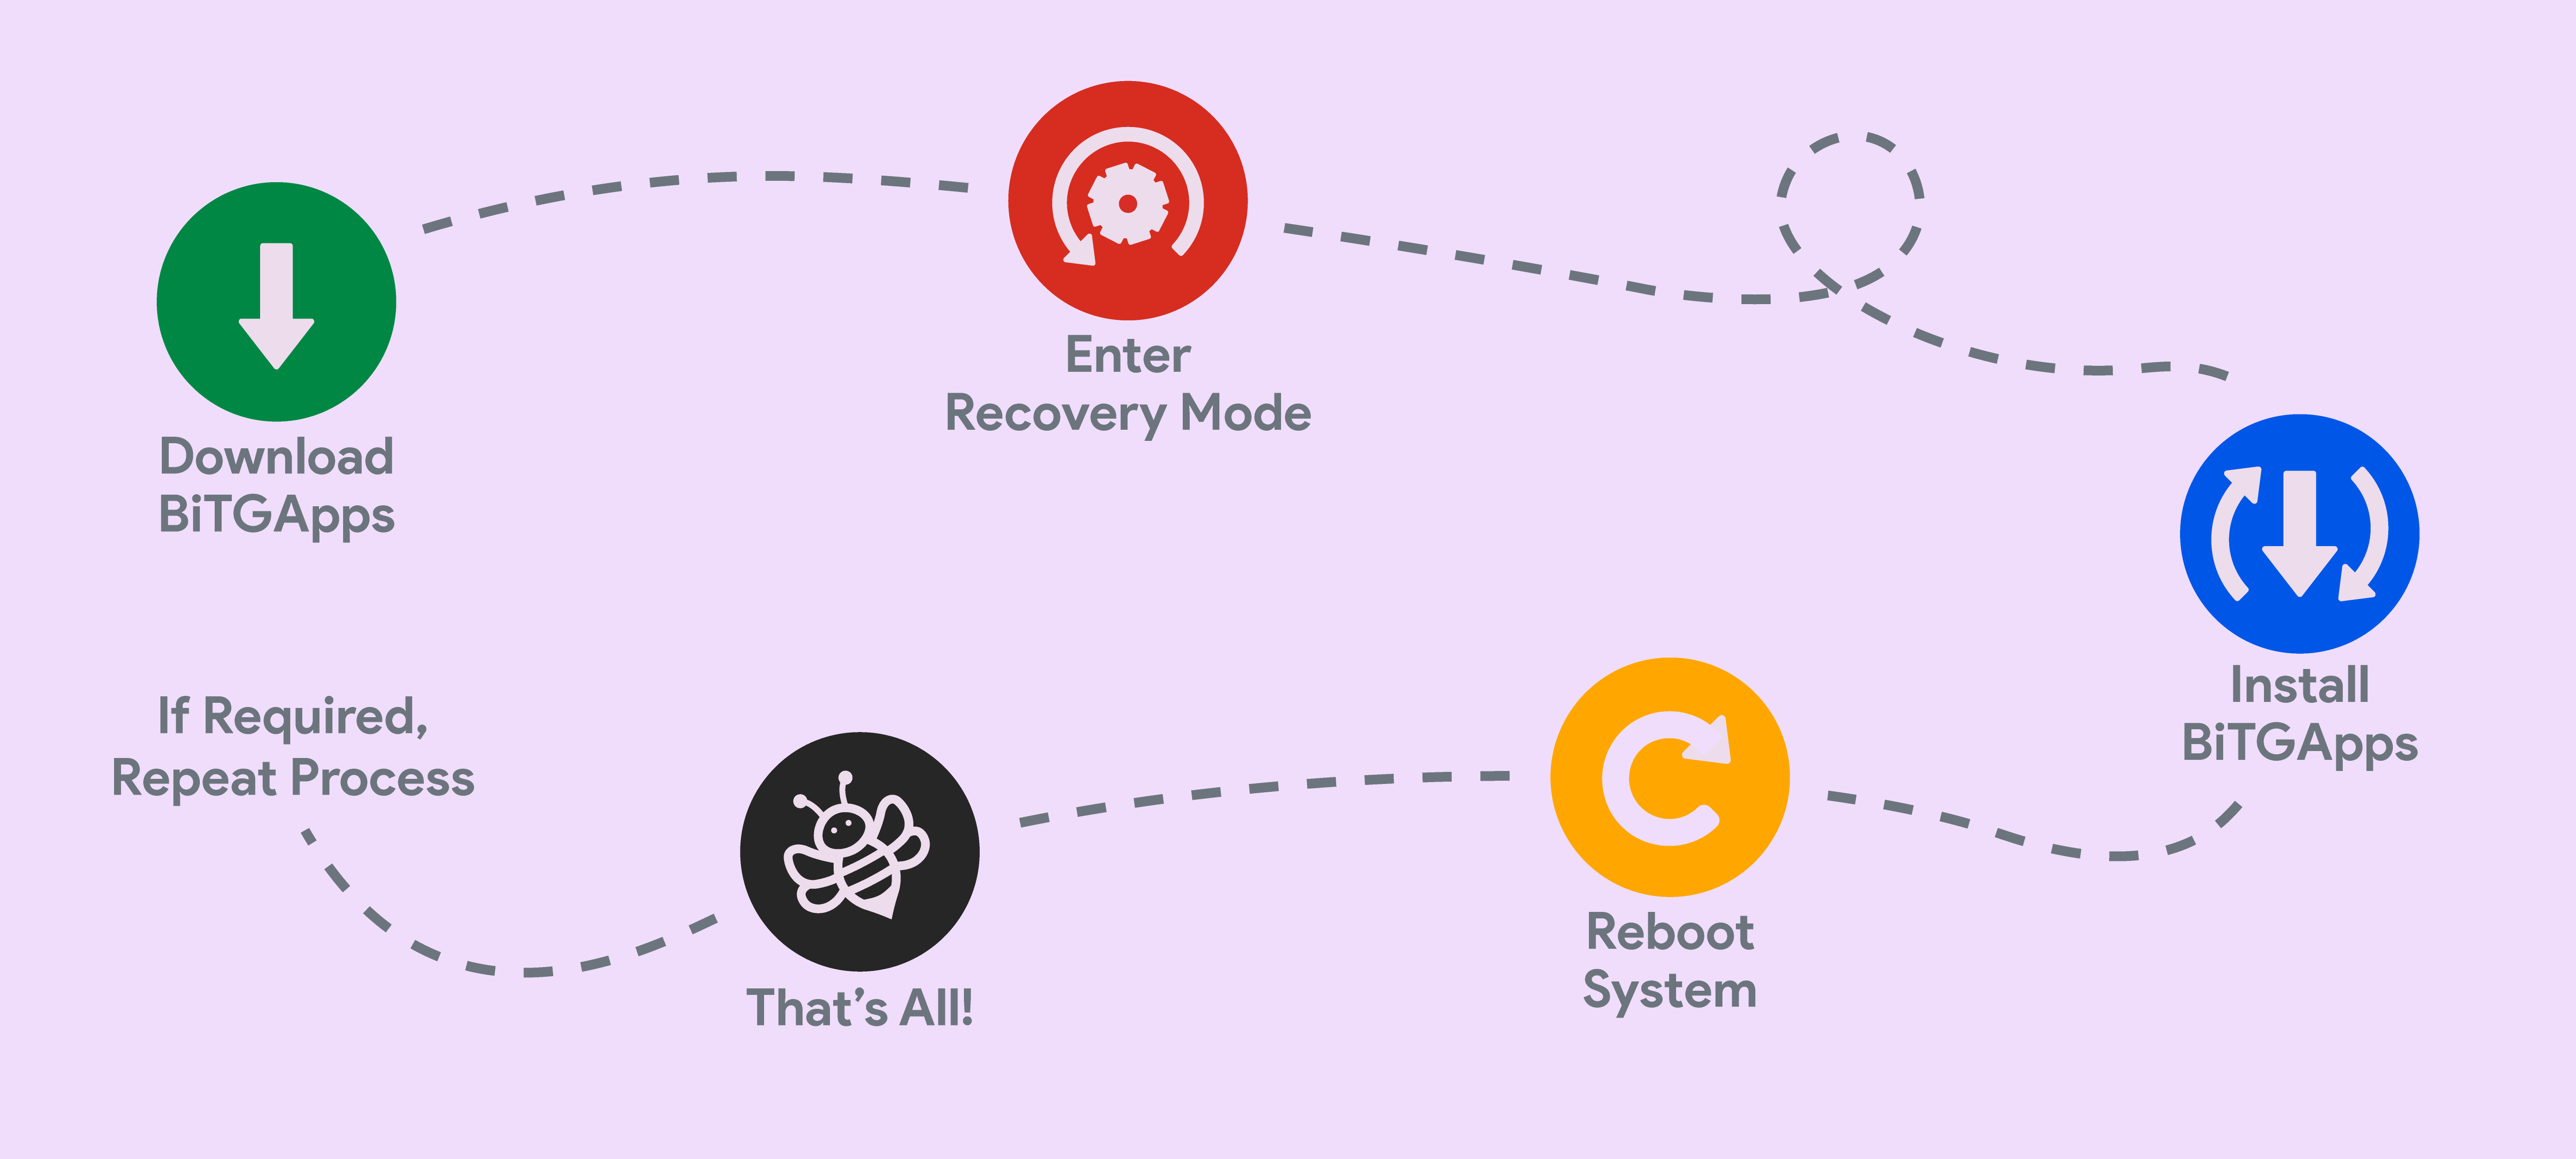 Download
BiTGApps
Enter
Recovery Mode
Install
BiTGApps
Reboot
System
That’s All!
If Required,
Repeat Process